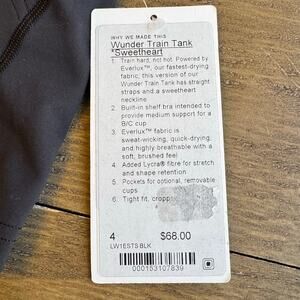 WHY WE MADE THIS
Wunder Train Tank
*Sweetheart
1. Train hard, not hot. Powered by
Everlux™, our fastest-drying
fabric, this version of our
Wunder Train Tank has straight
straps and a sweetheart
neckline
2. Built-in shelf bra intended to
provide medium support for a
B/C cup
3. Everlux™ fabric is
sweat-wicking, quick-drying,
and highly breathable with a
soft, brushed feel
4. Added Lycra® fibre for stretch
and shape retention
5. Pockets for optional, removable
cups
6. Tight fit,
4 $68.00
LW1ESTS BLK
000153107839